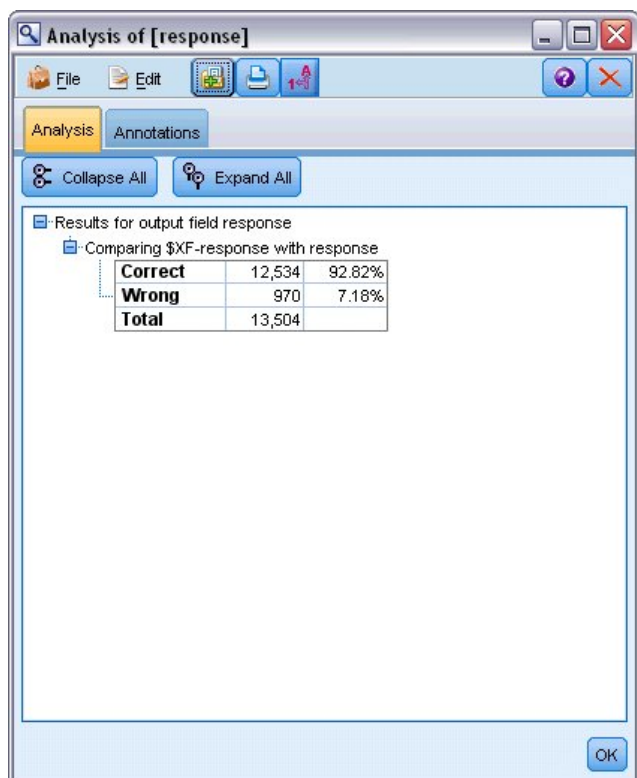 Analysis of [response]
File Edit
Analysis Annotations
Collapse All Expand All
Results for output field response
Comparing $XF-response with response
Correct 12,534 92.82%
Wrong 970 7.18%
Total 13,504
OK